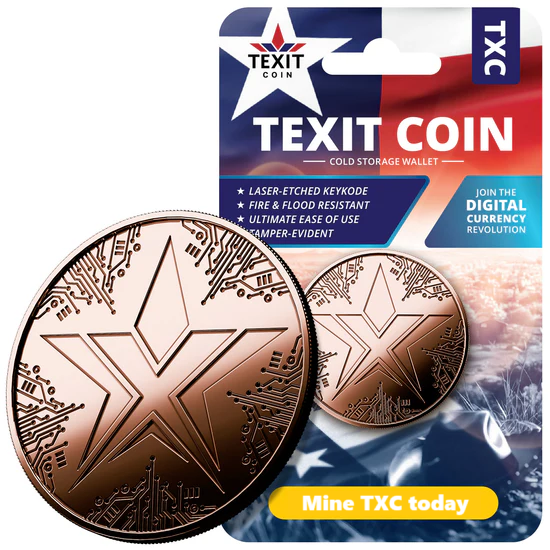 TEXIT
COIN
TXC
TEXIT COIN
COLD STORAGE WALLET
★ LASER-ETCHED KEYKODE
★ FIRE & FLOOD RESISTANT
★ ULTIMATE EASE OF USE
TAMPER-EVIDENT
JOIN THE
DIGITAL
CURRENCY
REVOLUTION
Mine TXC today